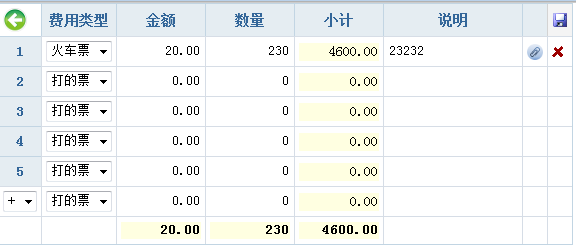 费用类型 金额 数量 小计 说明
1 火车票 20.00 230 4600.00 23232
2 打的票 0.00 0 0.00
3 打的票 0.00 0 0.00
4 打的票 0.00 0 0.00
5 打的票 0.00 0 0.00
+ 打的票 0.00 0 0.00
20.00 230 4600.00